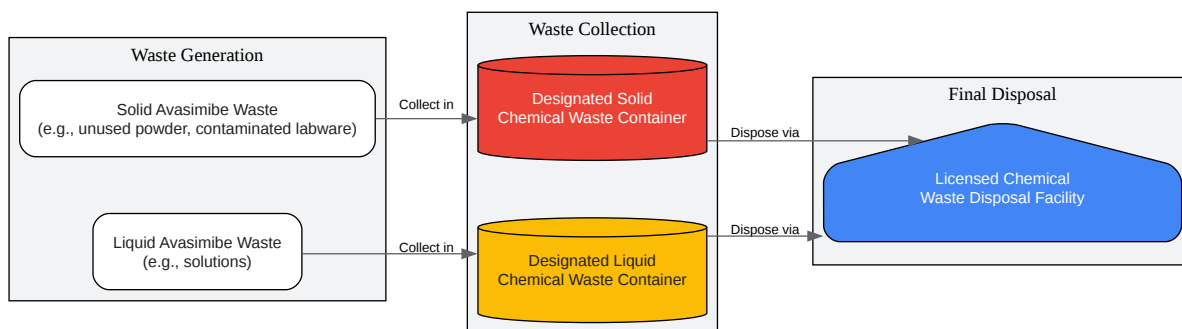 Waste Generation
Solid Avasimibe Waste
(e.g., unused powder, contaminated labware)
Liquid Avasimibe Waste
(e.g., solutions)
Collect in
Collect in
Waste Collection
Designated Solid
Chemical Waste Container
Designated Liquid
Chemical Waste Container
Dispose via
Dispose via
Final Disposal
Licensed Chemical
Waste Disposal Facility